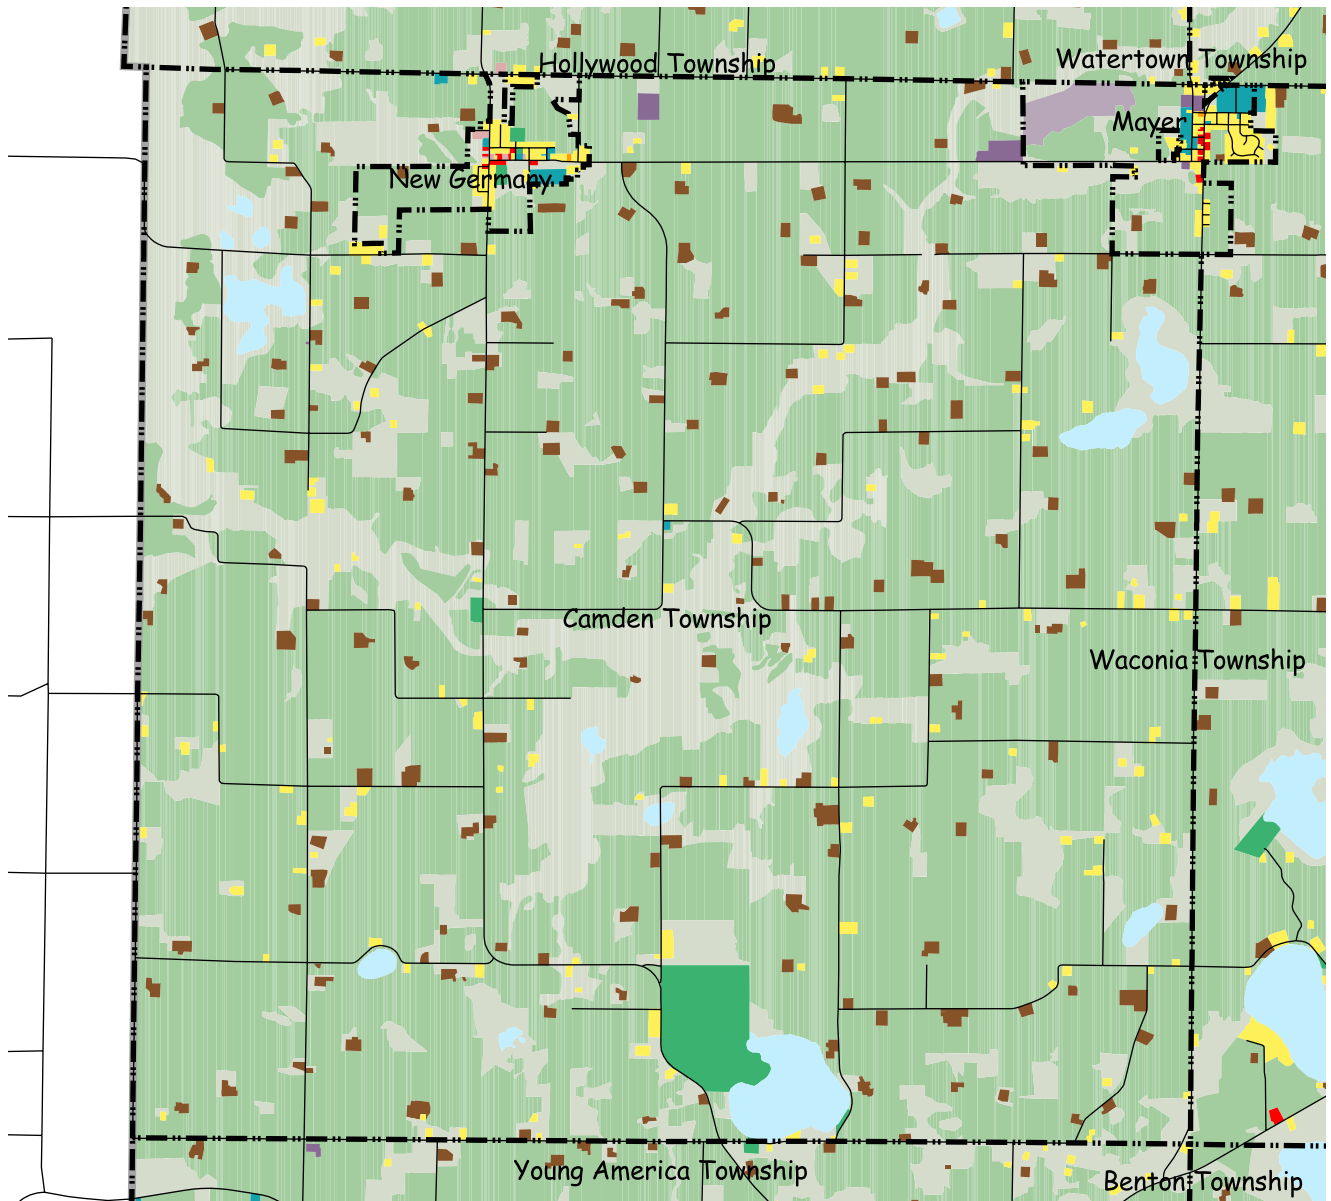 Hollywood Township
Watertown Township
Mayer
New Germany
Camden Township
Waconia Township
Young America Township
Benton Township